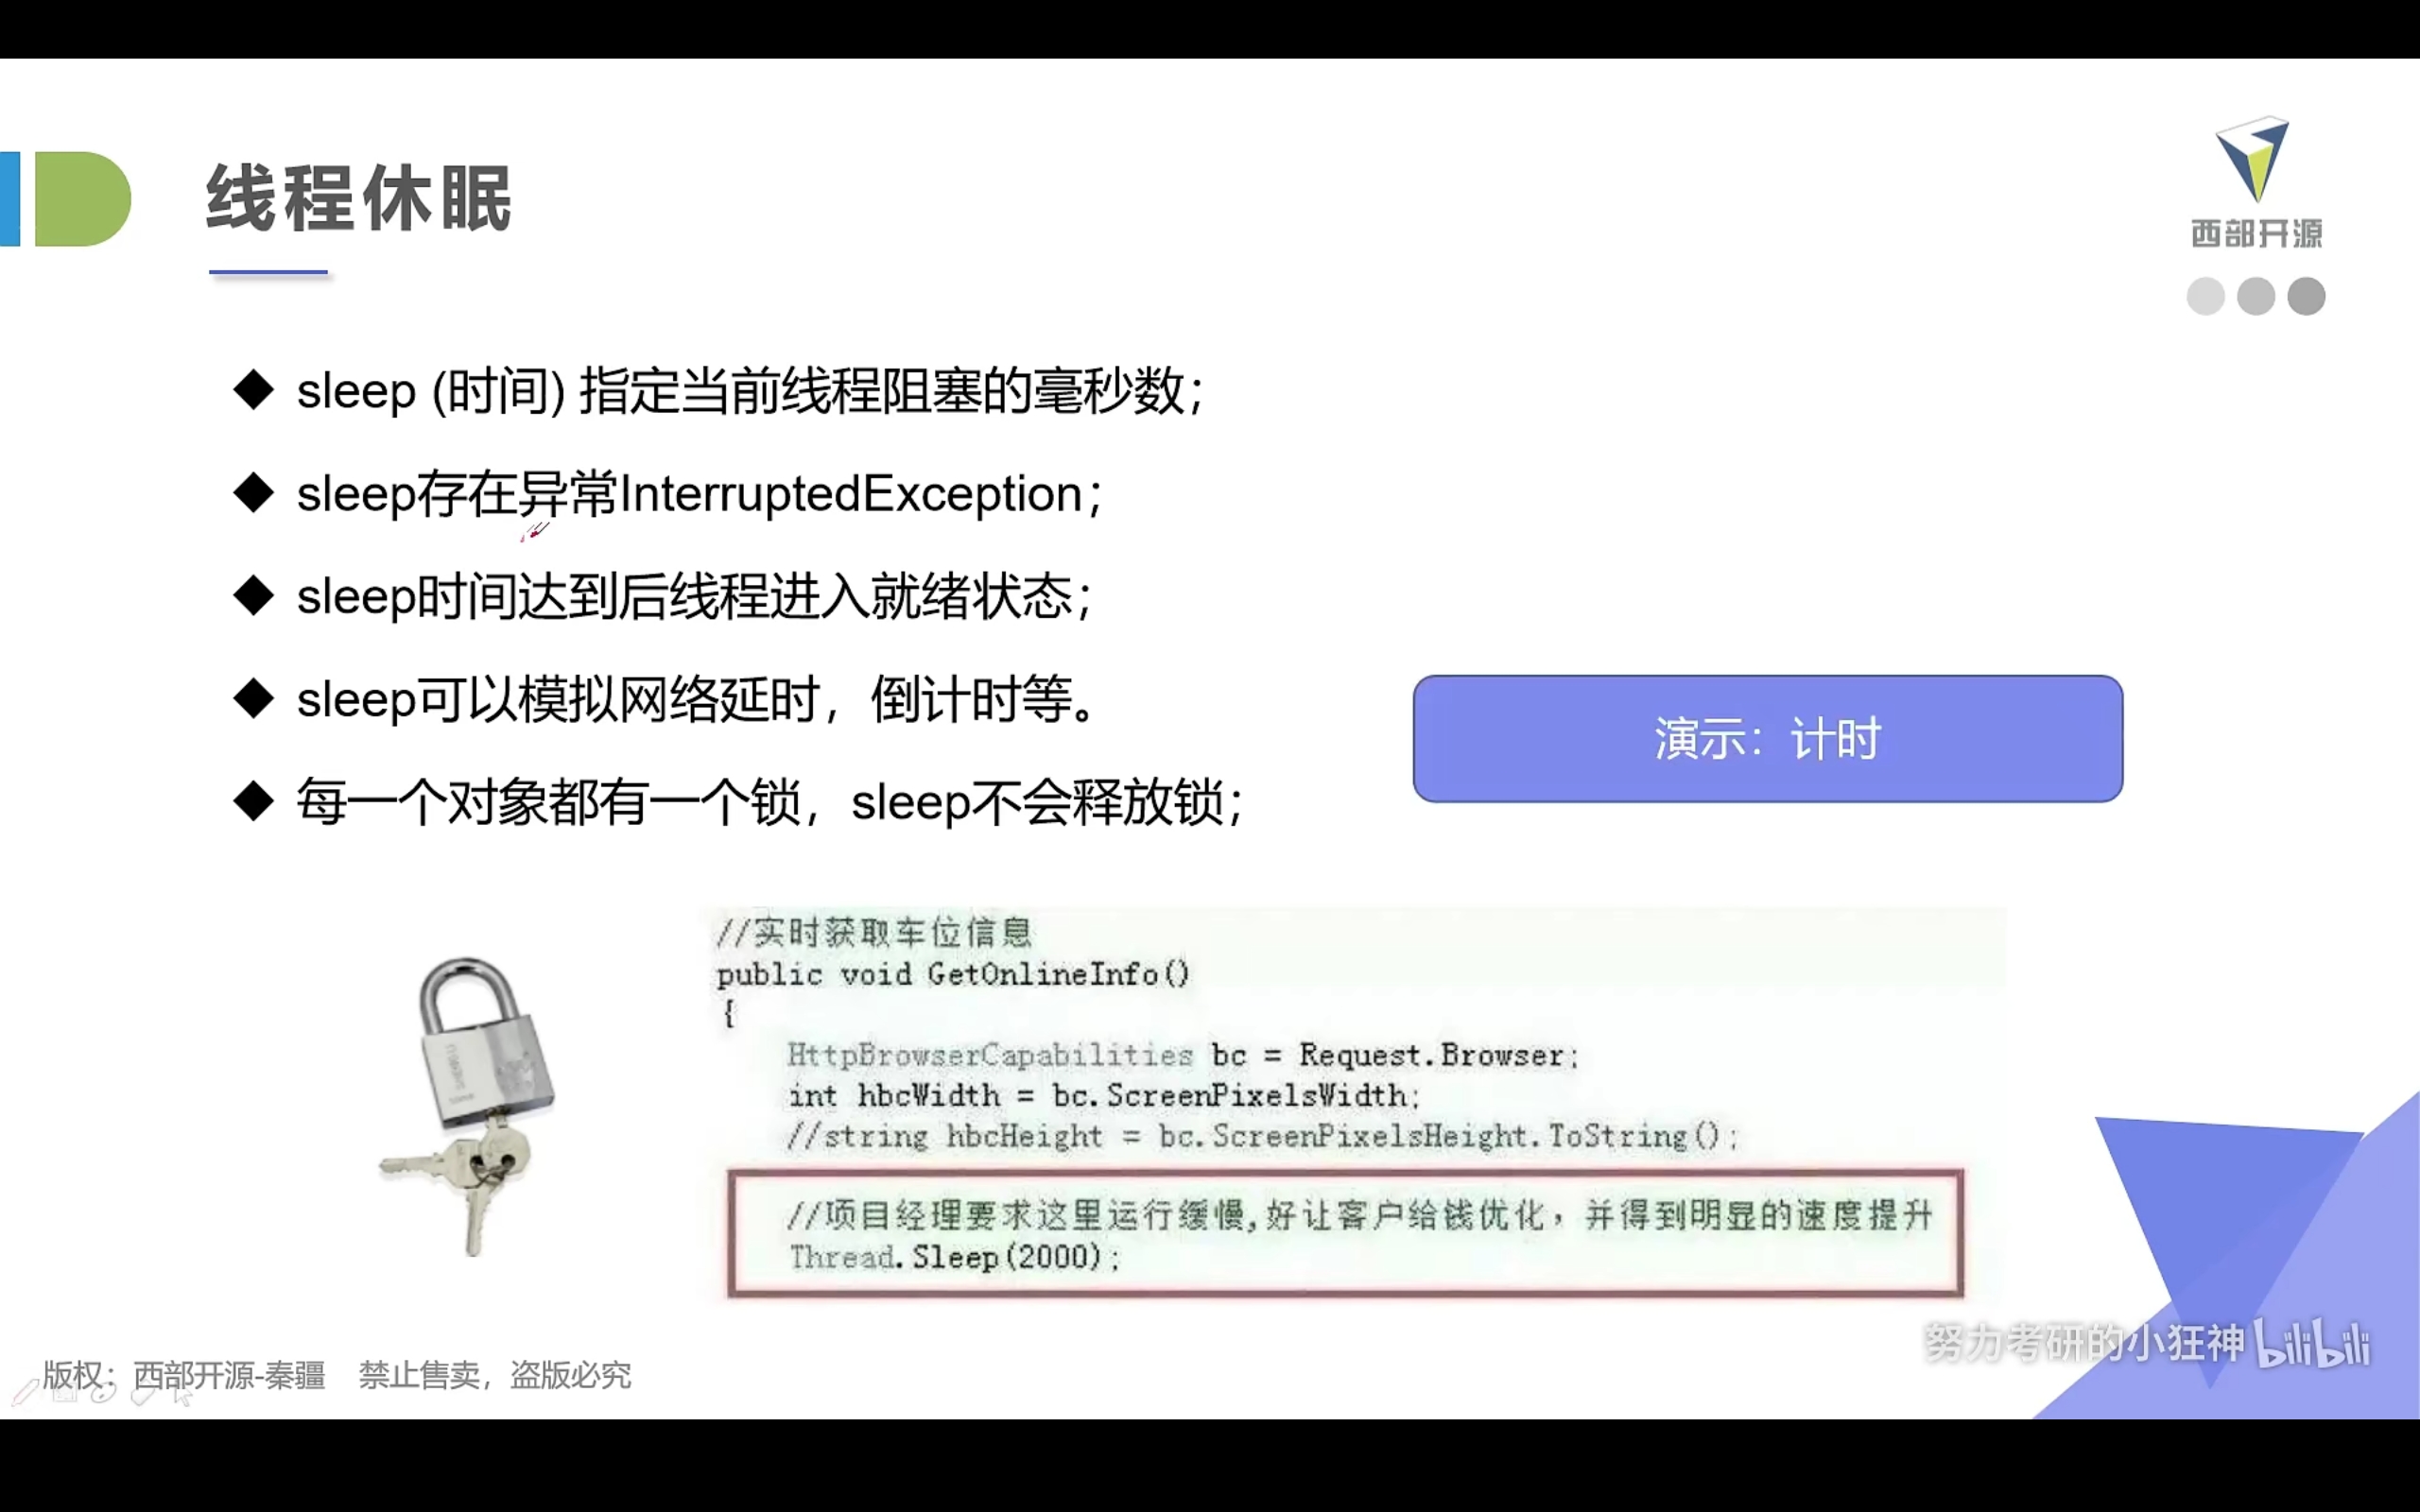 线程休眠
西部开源
◆ sleep (时间) 指定当前线程阻塞的毫秒数；
◆ sleep存在异常InterruptedException；
◆ sleep时间达到后线程进入就绪状态；
◆ sleep可以模拟网络延时，倒计时等。
◆ 每一个对象都有一个锁，sleep不会释放锁；
演示：计时
//实时获取车位信息
public void GetOnlineInfo()
{
HttpBrowserCapabilities bc = Request.Browser;
int hbcWidth = bc.ScreenPixelsWidth;
//string hbcHeight = bc.ScreenPixelsHeight.ToString();
//项目经理要求这里运行缓慢,好让客户给钱优化，并得到明显的速度提升
Thread.Sleep(2000);
努力考研的小狂神 bilibili
版权：西部开源-秦疆 禁止售卖，盗版必究